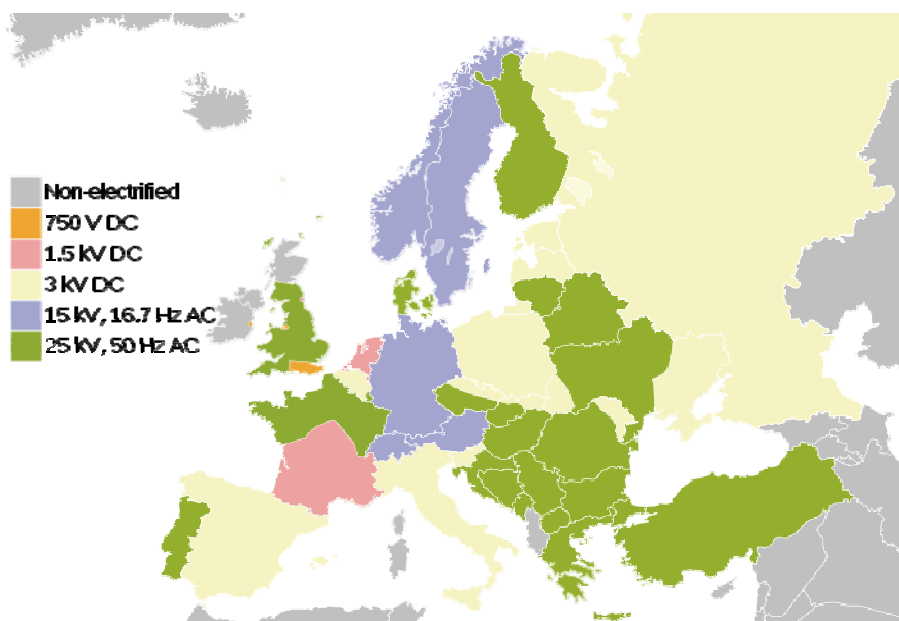 Non-electrified
750 V DC
1.5 kV DC
3 kV DC
15 kV, 16.7 Hz AC
25 kV, 50 Hz AC